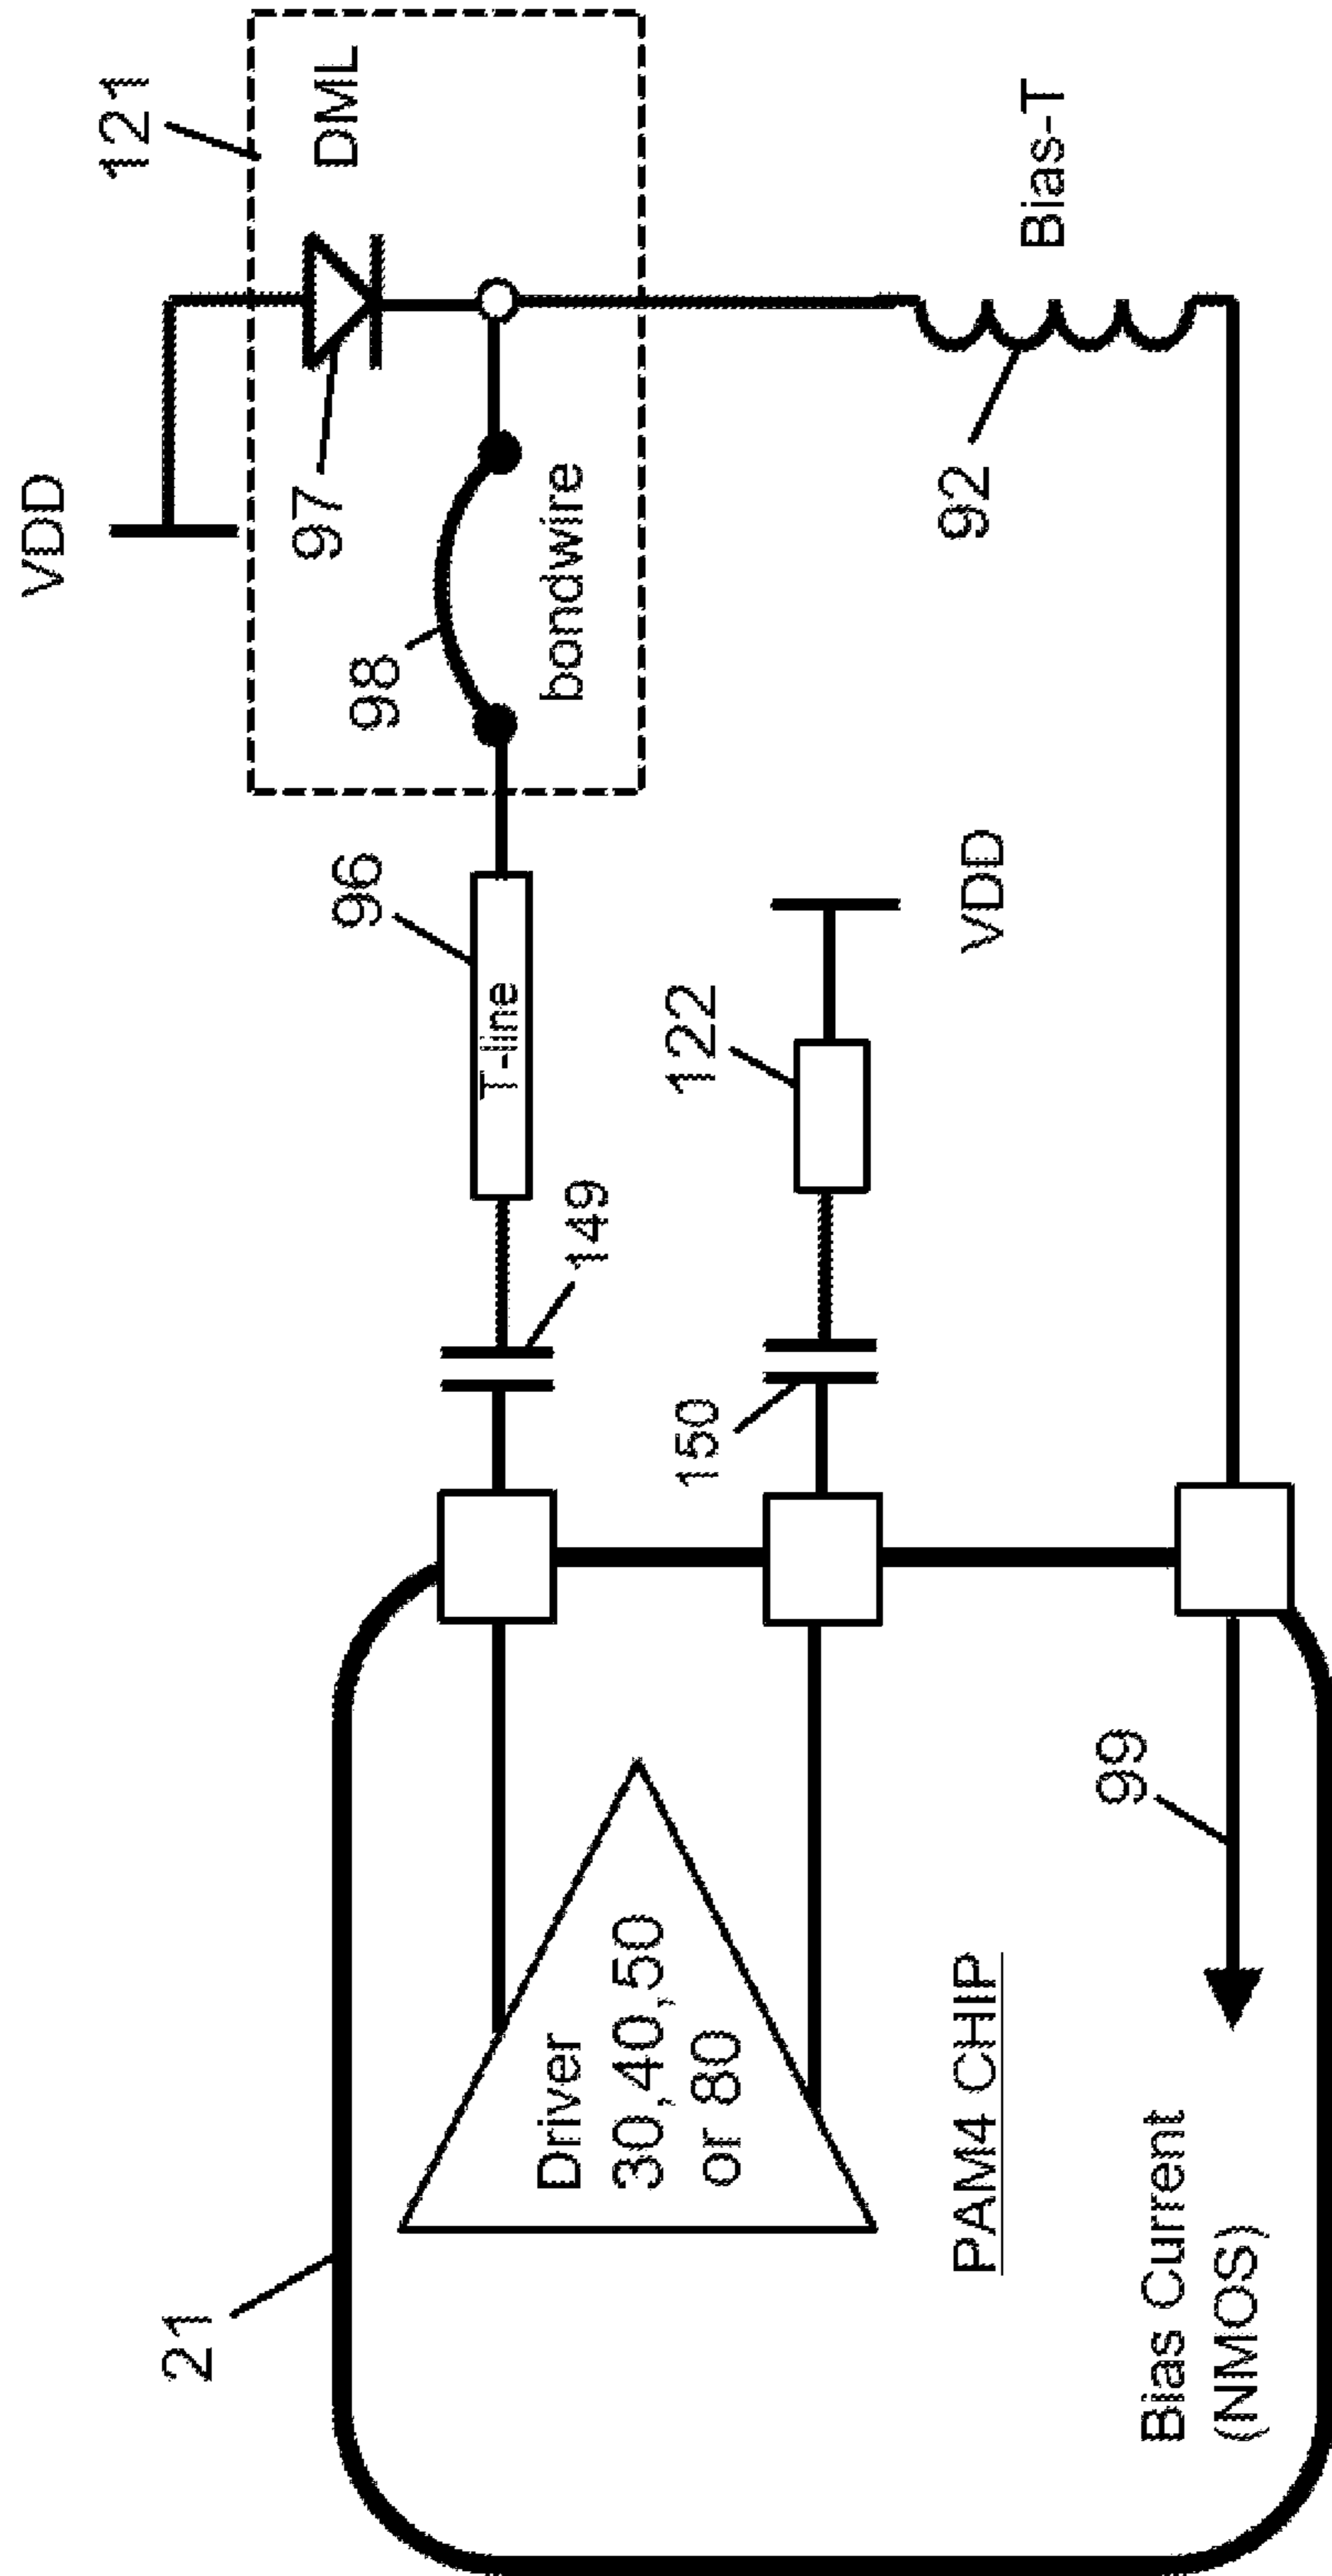 VDD
121
DML
97
98
bondwire
96
T-line
149
122
VDD
150
92
Bias-T
21
Driver
30,40,50
or 80
PAM4 CHIP
99
Bias Current
(NMOS)